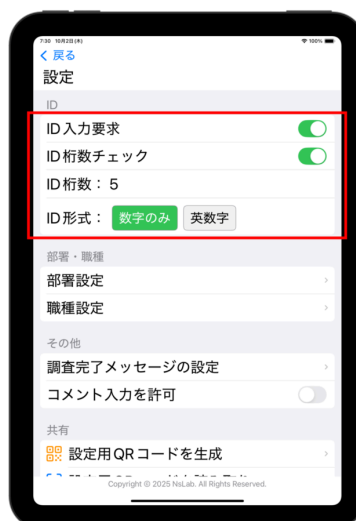 7:30 10月2日(木) 100%
戻る
設定
ID
ID入力要求
ID桁数チェック
ID桁数： 5
ID形式： 数字のみ 英数字
部署・職種
部署設定
職種設定
その他
調査完了メッセージの設定
コメント入力を許可
共有
設定用QRコードを生成
Copyright © 2025 NsLab. All Rights Reserved.